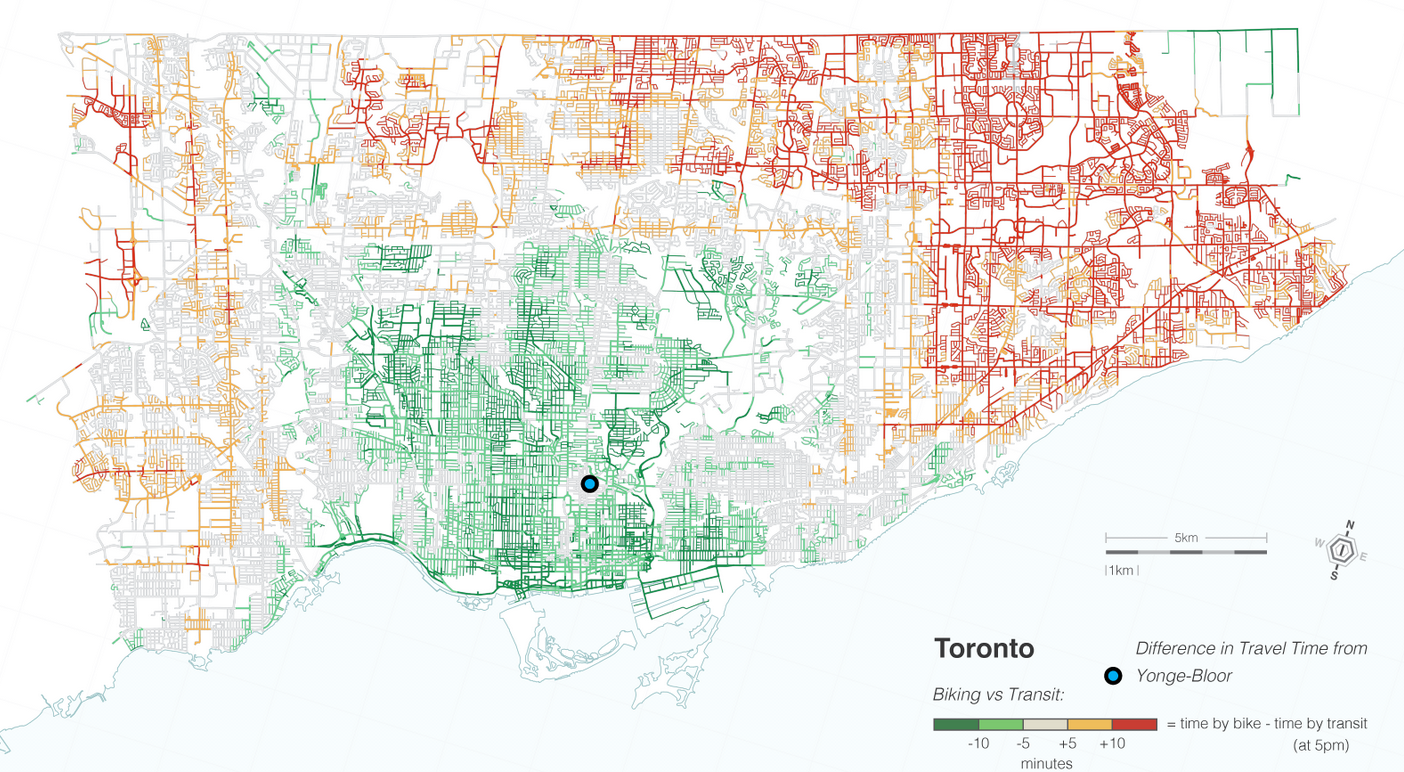 5km
1km
N
W
E
S
Toronto
Difference in Travel Time from
Yonge-Bloor
Biking vs Transit:
= time by bike - time by transit
-10 -5 +5 +10
(at 5pm)
minutes